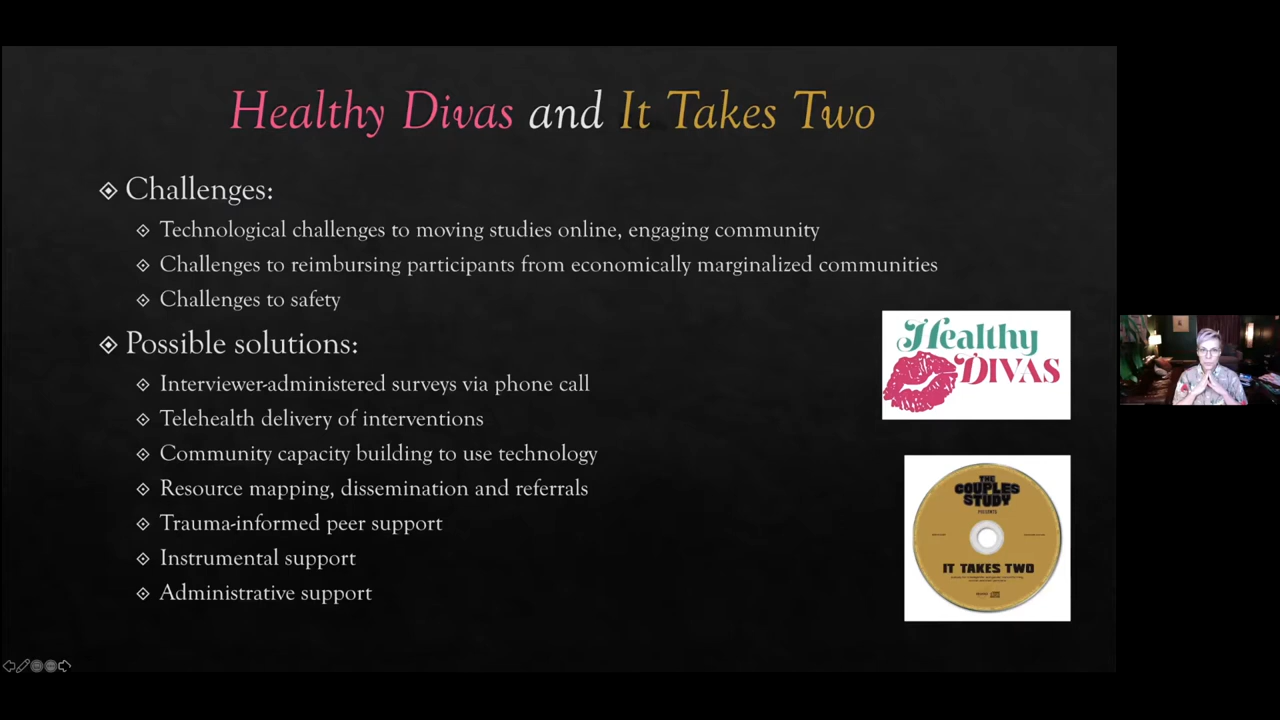 Healthy Divas and It Takes Two
Challenges:
Technological challenges to moving studies online, engaging community
Challenges to reimbursing participants from economically marginalized communities
Challenges to safety
Possible solutions:
Interviewer-administered surveys via phone call
Telehealth delivery of interventions
Community capacity building to use technology
Resource mapping, dissemination and referrals
Trauma-informed peer support
Instrumental support
Administrative support
Healthy
DIVAS
THE
COUPLES
STUDY
PRESENTS
IT TAKES TWO